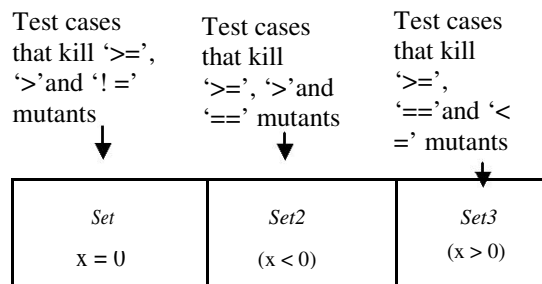 Test cases
that kill ‘>=’,
‘>’and ‘! =’
mutants
Test cases
that kill
‘>=’, ‘>’and
‘==’ mutants
Test cases
that kill
‘>=’,
‘==’and ‘<
=’ mutants
Set
x = 0
Set2
(x < 0)
Set3
(x > 0)